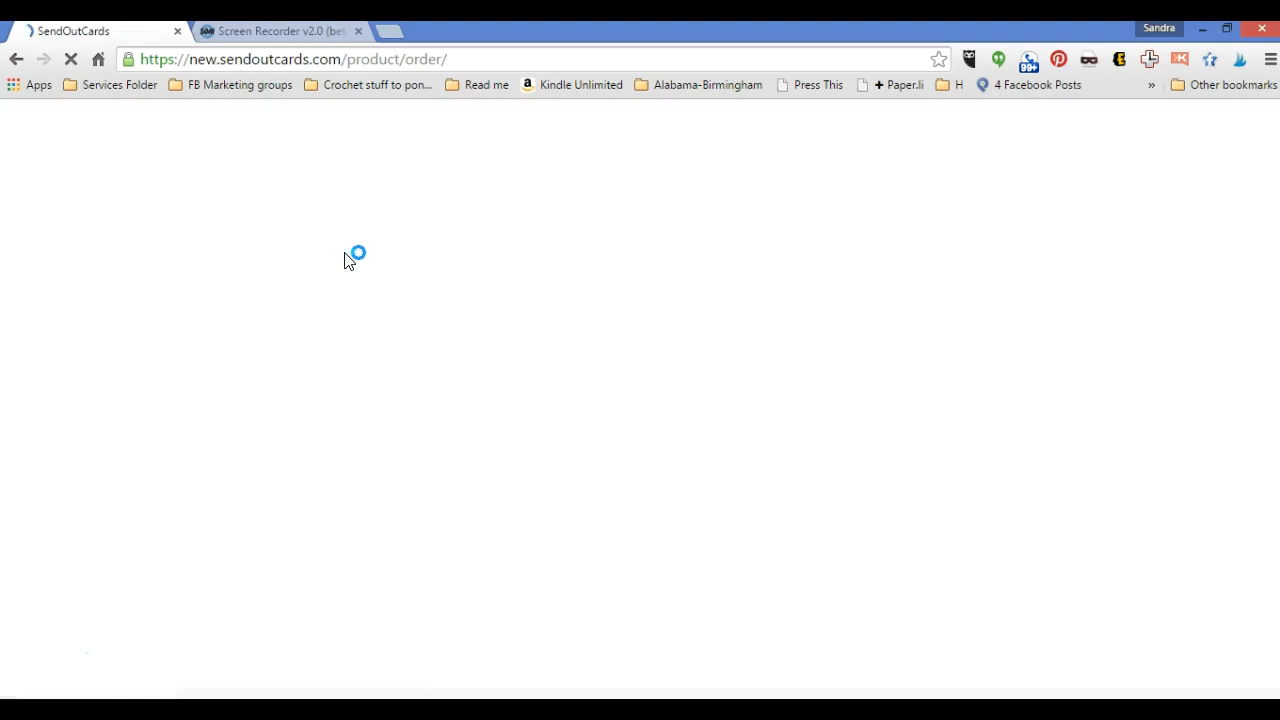 SendOutCards
Screen Recorder v2.0 (bet
Sandra
https://new.sendoutcards.com/product/order/
99+
Apps
Services Folder
FB Marketing groups
Crochet stuff to pon...
Read me
Kindle Unlimited
Alabama-Birmingham
Press This
+ Paper.li
H
4 Facebook Posts
»
Other bookmarks